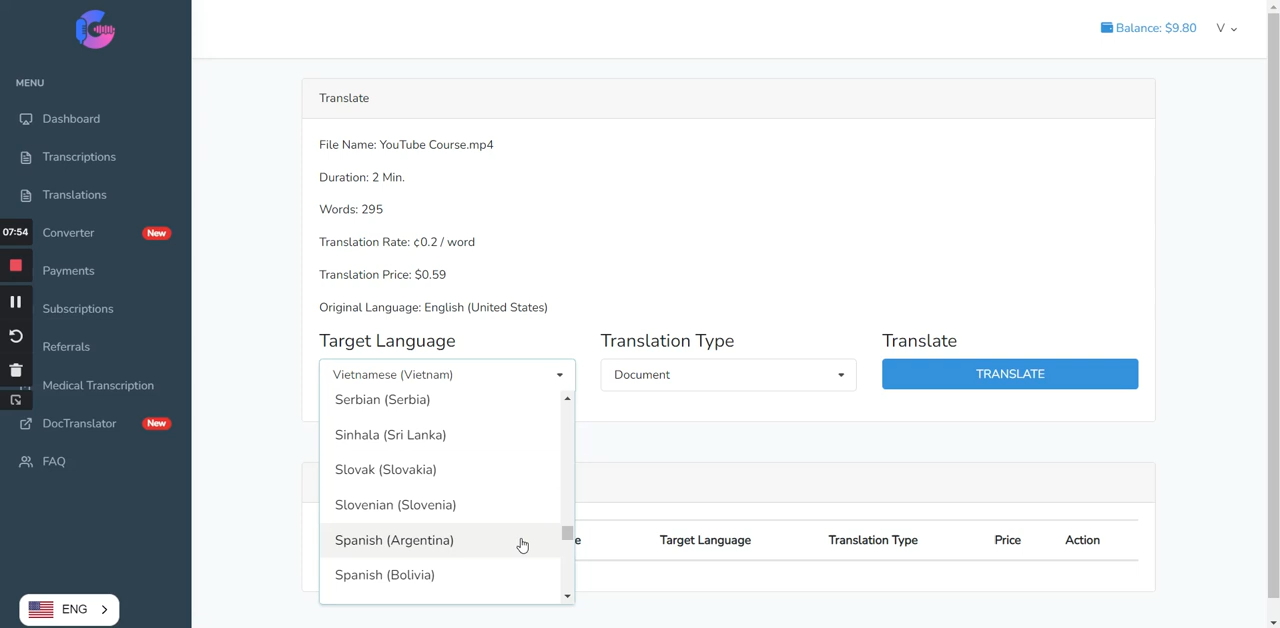 Balance: $9.80 V
MENU
Dashboard
Transcriptions
Translations
07:54 Converter New
Payments
Subscriptions
Referrals
Medical Transcription
DocTranslator New
FAQ
ENG
Translate
File Name: YouTube Course.mp4
Duration: 2 Min.
Words: 295
Translation Rate: ¢0.2 / word
Translation Price: $0.59
Original Language: English (United States)
Target Language Translation Type Translate
Vietnamese (Vietnam) Document TRANSLATE
Serbian (Serbia)
Sinhala (Sri Lanka)
Slovak (Slovakia)
Slovenian (Slovenia)
Spanish (Argentina)
Spanish (Bolivia)
Target Language Translation Type Price Action